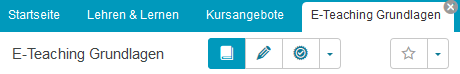 Startseite Lehren & Lernen Kursangebote E-Teaching Grundlagen
E-Teaching Grundlagen